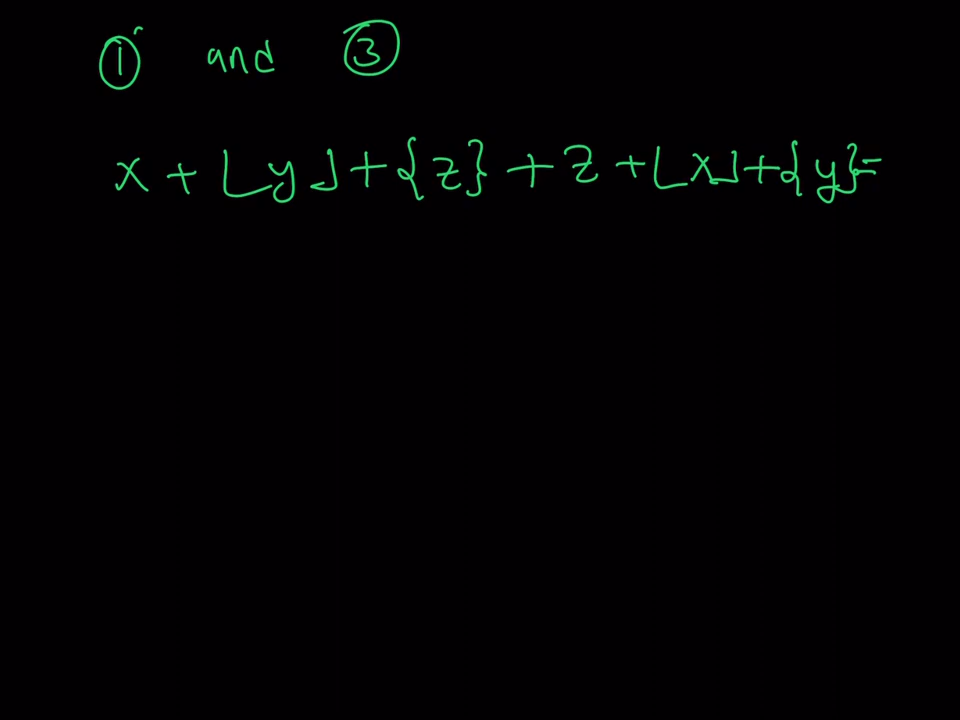 ① and ③
x + ⌊y⌋ + {z} + z + ⌊x⌋ + {y} =